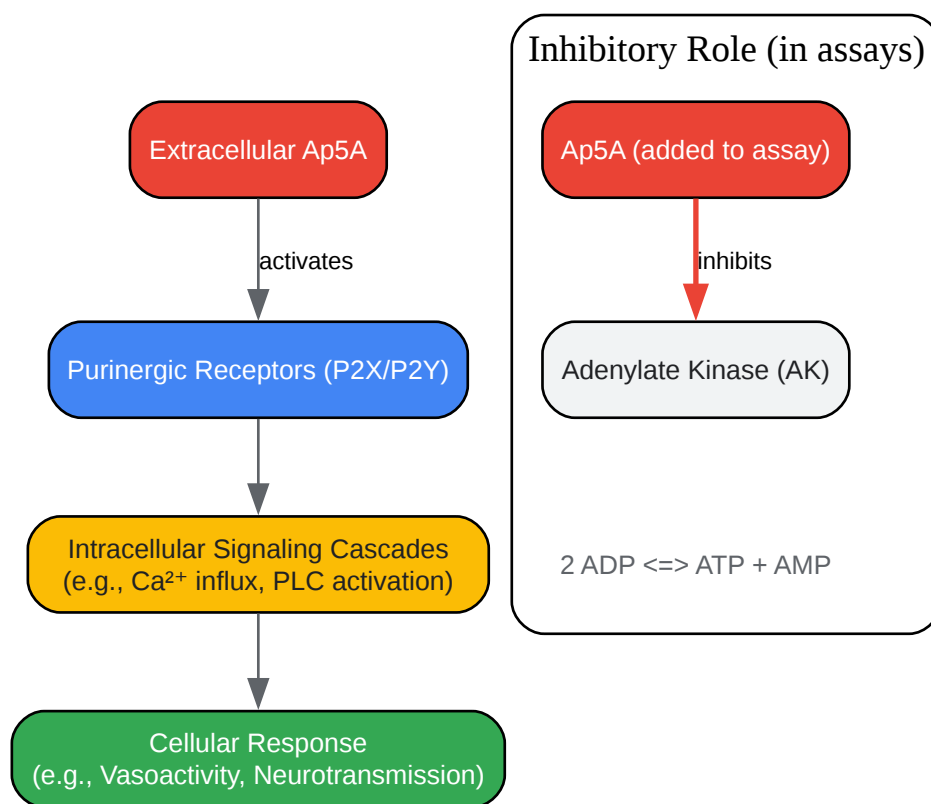 Inhibitory Role (in assays)
Extracellular Ap5A
Ap5A (added to assay)
activates
inhibits
Purinergic Receptors (P2X/P2Y)
Adenylate Kinase (AK)
Intracellular Signaling Cascades
(e.g., Ca²⁺ influx, PLC activation)
2 ADP <=> ATP + AMP
Cellular Response
(e.g., Vasoactivity, Neurotransmission)